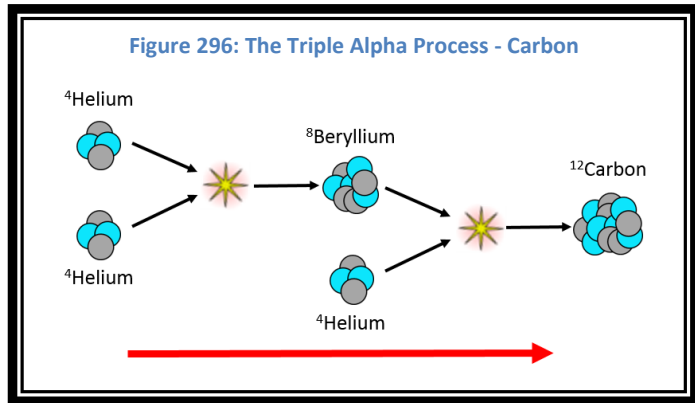 Figure 296: The Triple Alpha Process - Carbon
⁴Helium
⁸Beryllium
¹²Carbon
⁴Helium
⁴Helium